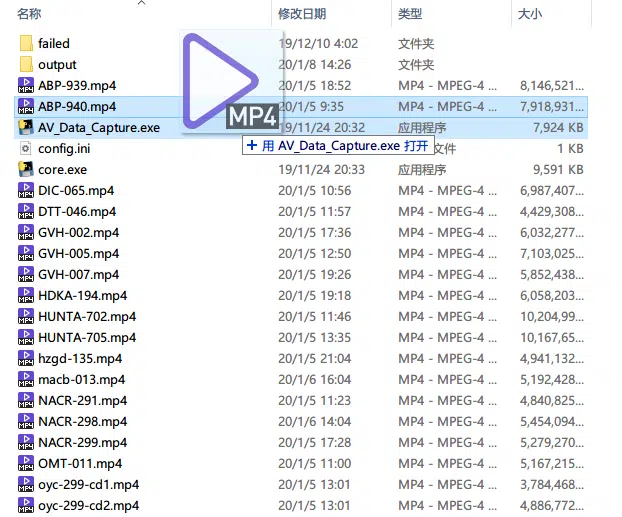 名称 修改日期 类型 大小
failed 19/12/10 4:02 文件夹
output 20/1/8 14:26 文件夹
ABP-939.mp4 20/1/5 18:52 MP4 - MPEG-4 ... 8,146,521...
ABP-940.mp4 20/1/5 9:35 MP4 - MPEG-4 ... 7,918,931...
MP4
AV_Data_Capture.exe 19/11/24 20:32 应用程序 7,924 KB
+ 用 AV_Data_Capture.exe 打开
config.ini 文件 1 KB
core.exe 19/11/24 20:33 应用程序 9,591 KB
DIC-065.mp4 20/1/5 10:56 MP4 - MPEG-4 ... 6,987,407...
DTT-046.mp4 20/1/5 11:57 MP4 - MPEG-4 ... 4,429,308...
GVH-002.mp4 20/1/5 17:36 MP4 - MPEG-4 ... 6,032,277...
GVH-005.mp4 20/1/5 12:50 MP4 - MPEG-4 ... 7,103,025...
GVH-007.mp4 20/1/5 19:26 MP4 - MPEG-4 ... 5,852,438...
HDKA-194.mp4 20/1/5 19:18 MP4 - MPEG-4 ... 6,058,203...
HUNTA-702.mp4 20/1/5 11:46 MP4 - MPEG-4 ... 10,204,99...
HUNTA-705.mp4 20/1/5 13:35 MP4 - MPEG-4 ... 10,167,65...
hzgd-135.mp4 20/1/5 21:04 MP4 - MPEG-4 ... 4,941,132...
macb-013.mp4 20/1/6 16:04 MP4 - MPEG-4 ... 5,192,428...
NACR-291.mp4 20/1/5 11:23 MP4 - MPEG-4 ... 4,840,825...
NACR-298.mp4 20/1/6 14:04 MP4 - MPEG-4 ... 5,454,094...
NACR-299.mp4 20/1/5 17:28 MP4 - MPEG-4 ... 5,279,270...
OMT-011.mp4 20/1/5 11:00 MP4 - MPEG-4 ... 5,167,215...
oyc-299-cd1.mp4 20/1/5 13:01 MP4 - MPEG-4 ... 3,784,468...
oyc-299-cd2.mp4 20/1/5 13:01 MP4 - MPEG-4 ... 4,886,772...